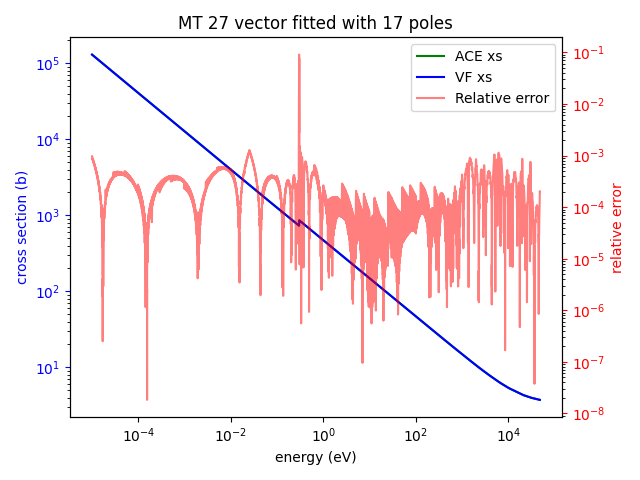 MT 27 vector fitted with 17 poles
ACE xs
VF xs
Relative error
cross section (b)
10^5
10^4
10^3
10^2
10^1
10^-1
10^-2
10^-3
10^-4
10^-5
10^-6
10^-7
10^-8
relative error
10^-4
10^-2
10^0
10^2
10^4
energy (eV)